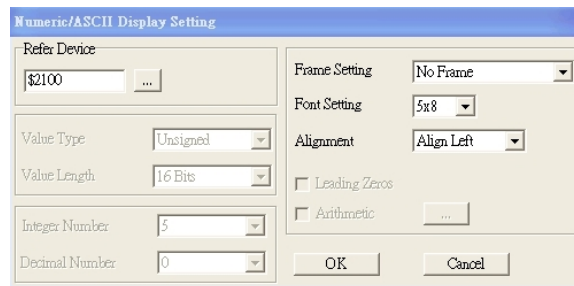 Numeric/ASCII Display Setting
Refer Device
$2100
...
Value Type
Unsigned
Value Length
16 Bits
Integer Number
5
Decimal Number
0
Frame Setting
No Frame
Font Setting
5x8
Alignment
Align Left
Leading Zeros
Arithmetic
...
OK
Cancel